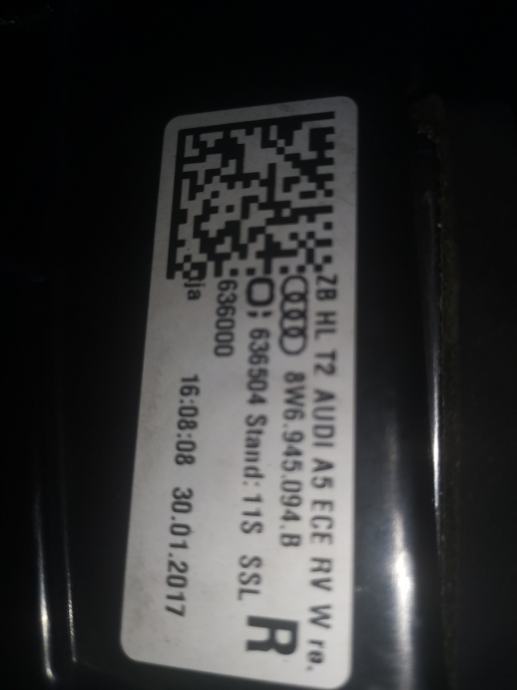 ZB HL T2 AUDI A5 ECE RV W re.
8W6.945.094.B
636504 Stand:11S SSL
R
636000
ja 16:08:08 30.01.2017